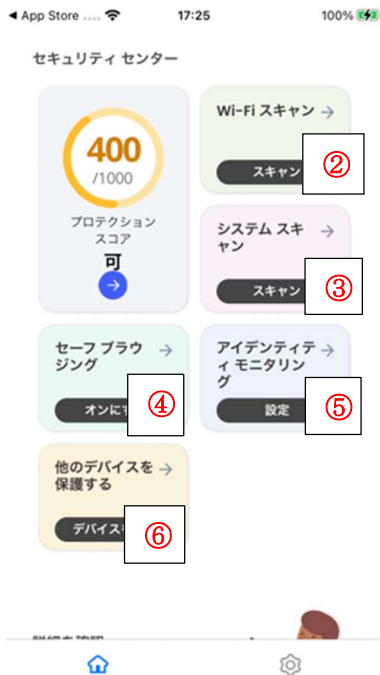 ◀ App Store ....
17:25
100%
セキュリティ センター
400
/1000
プロテクション
スコア
可
Wi-Fi スキャン
スキャン
②
システム スキ
ャン
スキャン
③
セーフ ブラウ
ジング
オンに
④
アイデンティテ
ィ モニタリン
グ
設定
⑤
他のデバイスを
保護する
デバイス
⑥